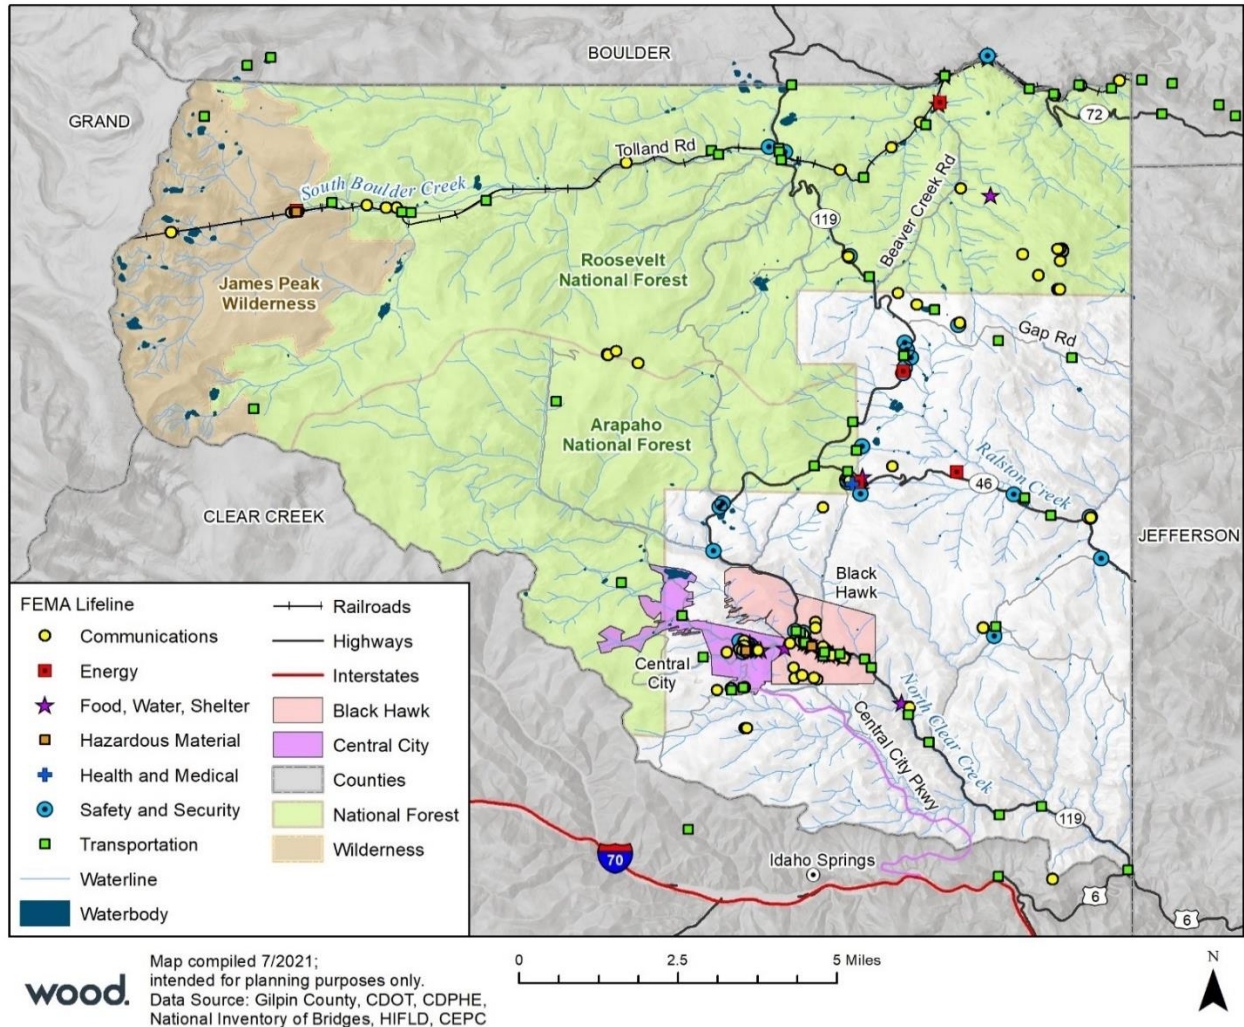 BOULDER
GRAND
72
Tolland Rd
South Boulder Creek
Beaver Creek Rd
119
Roosevelt
National Forest
James Peak
Wilderness
Gap Rd
Arapaho
National Forest
Ralston Creek
46
CLEAR CREEK
JEFFERSON
Black
Hawk
Central
City
North Clear Creek
Central City Pkwy
119
70
Idaho Springs
6
6
FEMA Lifeline
Communications
Energy
Food, Water, Shelter
Hazardous Material
Health and Medical
Safety and Security
Transportation
Waterline
Waterbody
Railroads
Highways
Interstates
Black Hawk
Central City
Counties
National Forest
Wilderness
wood.
Map compiled 7/2021;
intended for planning purposes only.
Data Source: Gilpin County, CDOT, CDPHE,
National Inventory of Bridges, HIFLD, CEPC
0 2.5 5 Miles
N